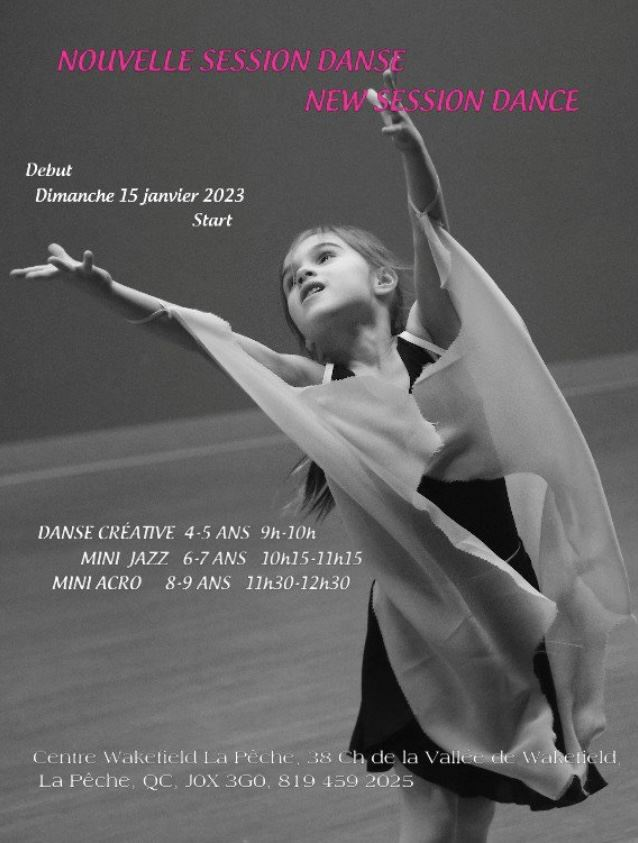 NOUVELLE SESSION DANSE
NEW SESSION DANCE
Debut
Dimanche 15 janvier 2023
Start
DANSE CRÉATIVE 4-5 ANS 9h-10h
MINI JAZZ 6-7 ANS 10h15-11h15
MINI ACRO 8-9 ANS 11h30-12h30
Centre Wakefield La Pêche, 38 Ch de la Vallée de Wakefield,
La Pêche, QC, J0X 3G0, 819 459 2025